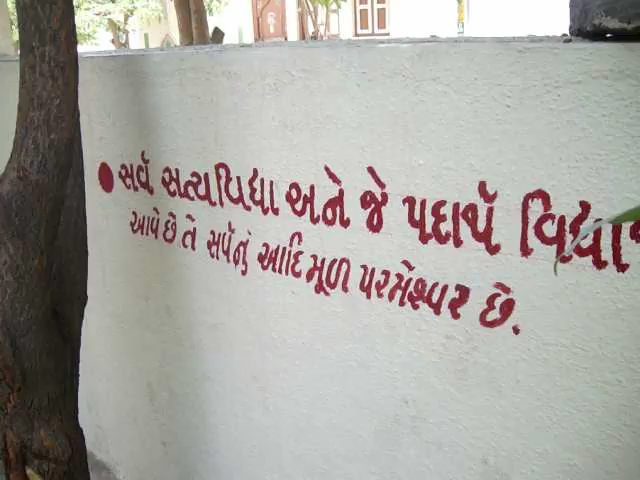 સર્વ સત્યવિદ્યા અને જે પદાર્થ
આવે છે તે સર્વનું આદિમૂળ પરમેશ્વર છે.